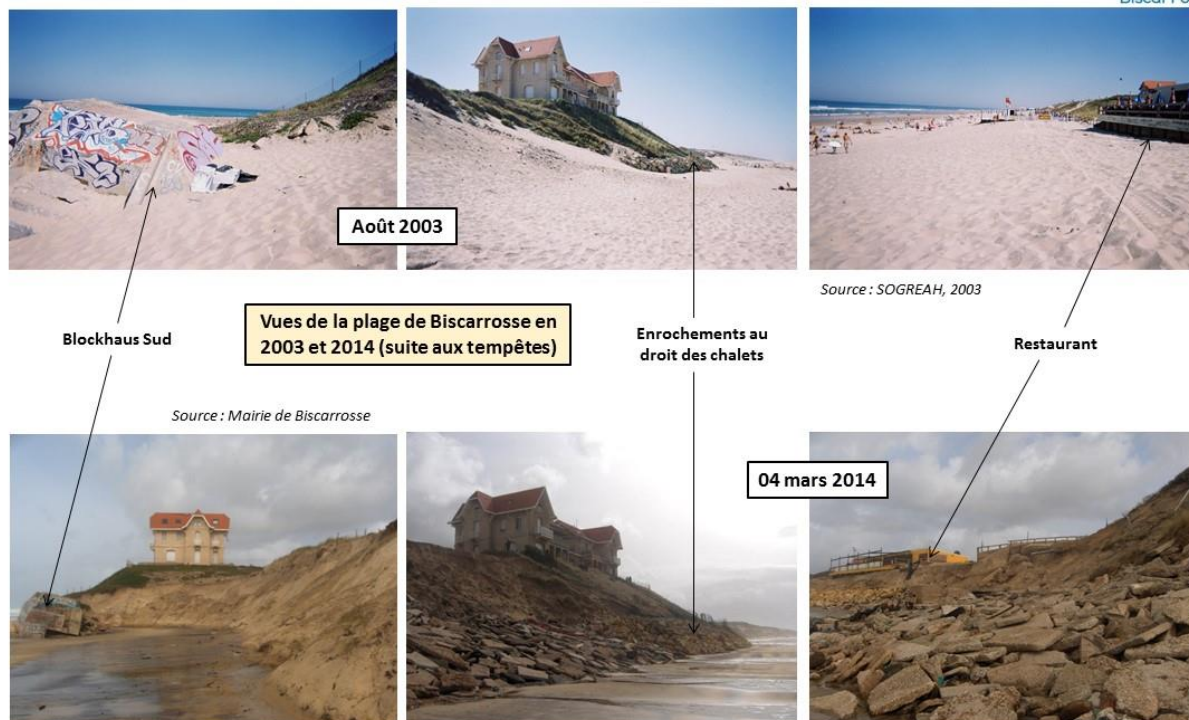 Août 2003
Source : SOGREAH, 2003
Blockhaus Sud
Vues de la plage de Biscarrosse en
2003 et 2014 (suite aux tempêtes)
Enrochements au
droit des chalets
Restaurant
Source : Mairie de Biscarrosse
04 mars 2014